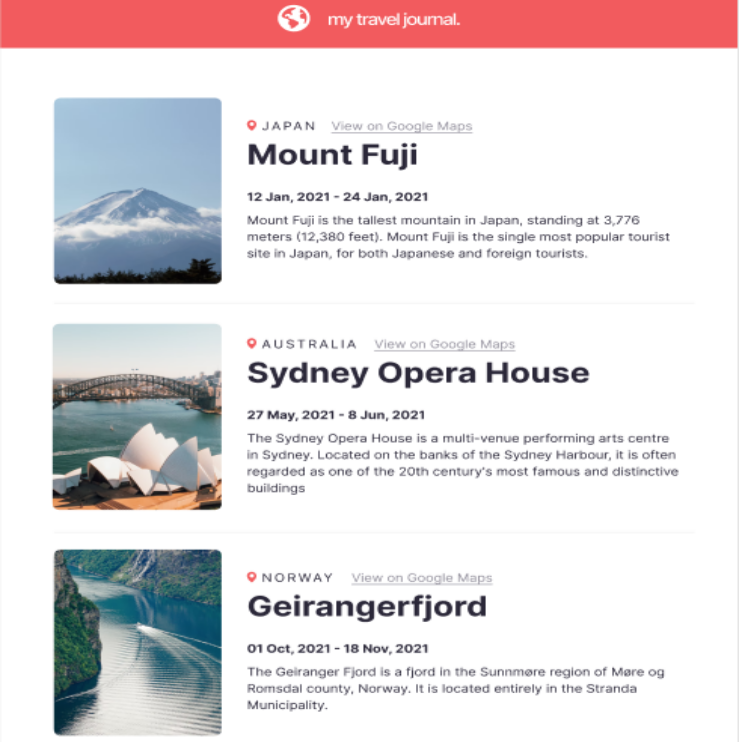 my travel journal.
JAPAN View on Google Maps
Mount Fuji
12 Jan, 2021 - 24 Jan, 2021
Mount Fuji is the tallest mountain in Japan, standing at 3,776
meters (12,380 feet). Mount Fuji is the single most popular tourist
site in Japan, for both Japanese and foreign tourists.
AUSTRALIA View on Google Maps
Sydney Opera House
27 May, 2021 - 8 Jun, 2021
The Sydney Opera House is a multi-venue performing arts centre
in Sydney. Located on the banks of the Sydney Harbour, it is often
regarded as one of the 20th century's most famous and distinctive
buildings
NORWAY View on Google Maps
Geirangerfjord
01 Oct, 2021 - 18 Nov, 2021
The Geiranger Fjord is a fjord in the Sunnmøre region of Møre og
Romsdal county, Norway. It is located entirely in the Stranda
Municipality.